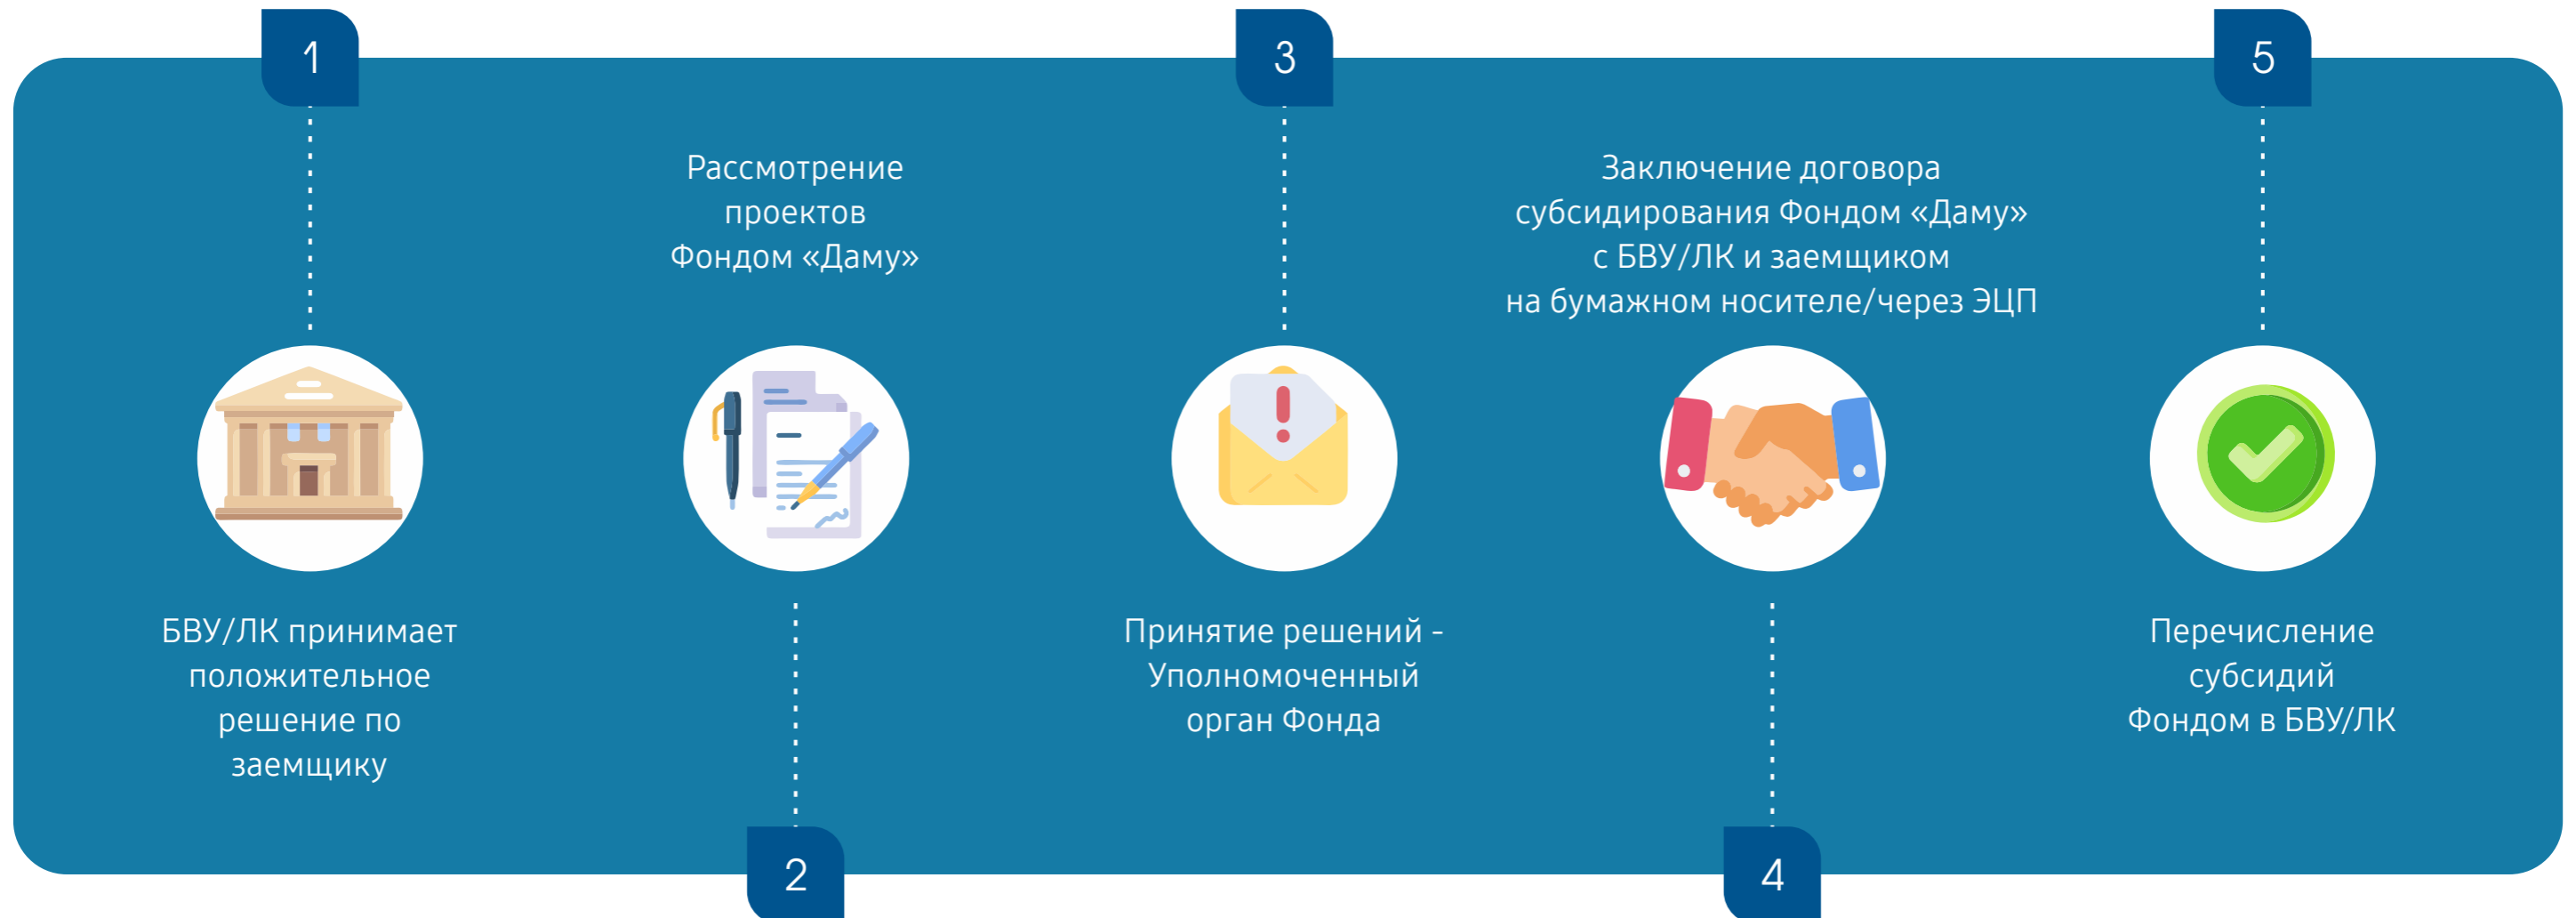 1
БВУ/ЛК принимает
положительное
решение по
заемщику
Рассмотрение
проектов
Фондом «Даму»
2
3
Принятие решений -
Уполномоченный
орган Фонда
Заключение договора
субсидирования Фондом «Даму»
с БВУ/ЛК и заемщиком
на бумажном носителе/через ЭЦП
4
5
Перечисление
субсидий
Фондом в БВУ/ЛК